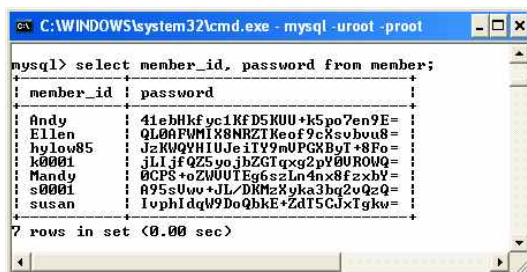 C:\WINDOWS\system32\cmd.exe - mysql -uroot -proot
mysql> select member_id, password from member;
+-----------+------------------------------+
| member_id | password                     |
+-----------+------------------------------+
| Andy      | 41ebHkfyc1KfD5KUU+k5po7en9E= |
| Ellen     | QL0AFWMIX8NRZTKeof9cXsvbvu8= |
| hylow85   | JzKWQYHIUJeiTY9mUPGXByT+8Fo= |
| k0001     | jLIjfQZ5yojbZGTqxg2pY0UROWQ= |
| Mandy     | 0CPS+oZWVUTEg6szLn4nx8fzxbY= |
| s0001     | A95sUwv+JL/DKMzXyka3bq2vQzQ= |
| susan     | IvphIdqW9DoQbkE+ZdT5CJxTgkw= |
+-----------+------------------------------+
7 rows in set (0.00 sec)